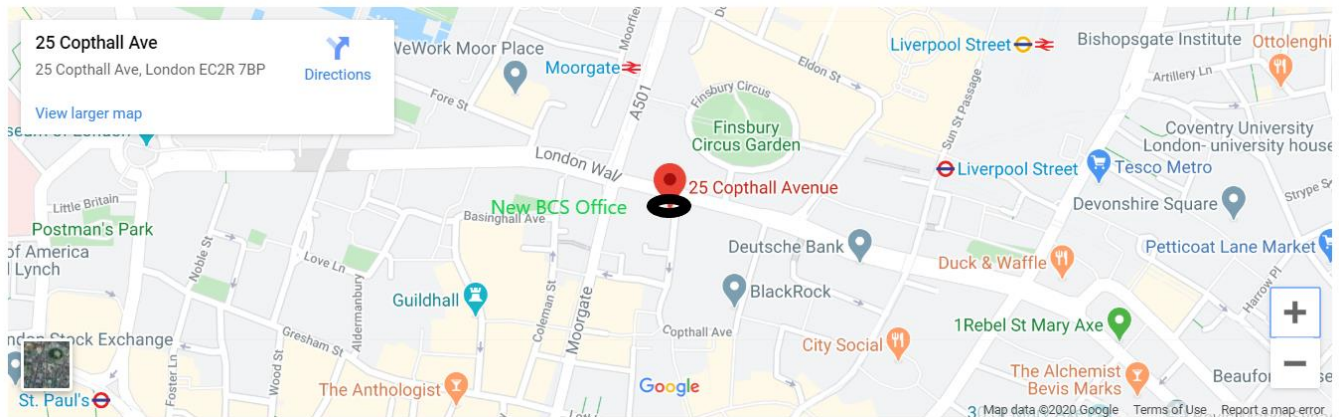 25 Copthall Ave
25 Copthall Ave, London EC2R 7BP
Directions
View larger map
WeWork Moor Place
Moorgate
Moorfie
A501
Fore St
London Wall
Finsbury Circus
Finsbury
Circus Garden
Eldon St
Liverpool Street
Bishopsgate Institute
Ottolenghi
Artillery Ln
Sun St Passage
Coventry University
London- university house
Liverpool Street
Tesco Metro
Devonshire Square
Strype S
Petticoat Lane Market
Harrow Pl
25 Copthall Avenue
New BCS Office
Basinghall Ave
Little Britain
Postman's Park
of America
l Lynch
Noble St
Love Ln
Aldermanbury
Guildhall
Coleman St
Moorgate
Deutsche Bank
BlackRock
Duck & Waffle
Copthall Ave
City Social
1Rebel St Mary Axe
The Alchemist
Bevis Marks
Beaufor
Stock Exchange
Gresham St
Wood St
Foster Ln
St. Paul's
The Anthologist
Google
+
−
Map data ©2020 Google
Terms of Use
Report a map error